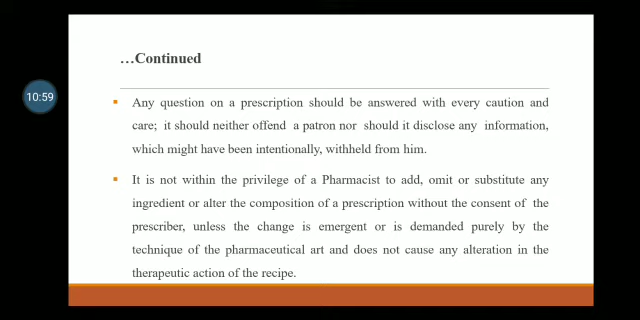 …Continued
10:59
▪ Any question on a prescription should be answered with every caution and
care; it should neither offend a patron nor should it disclose any information,
which might have been intentionally, withheld from him.
▪ It is not within the privilege of a Pharmacist to add, omit or substitute any
ingredient or alter the composition of a prescription without the consent of the
prescriber, unless the change is emergent or is demanded purely by the
technique of the pharmaceutical art and does not cause any alteration in the
therapeutic action of the recipe.